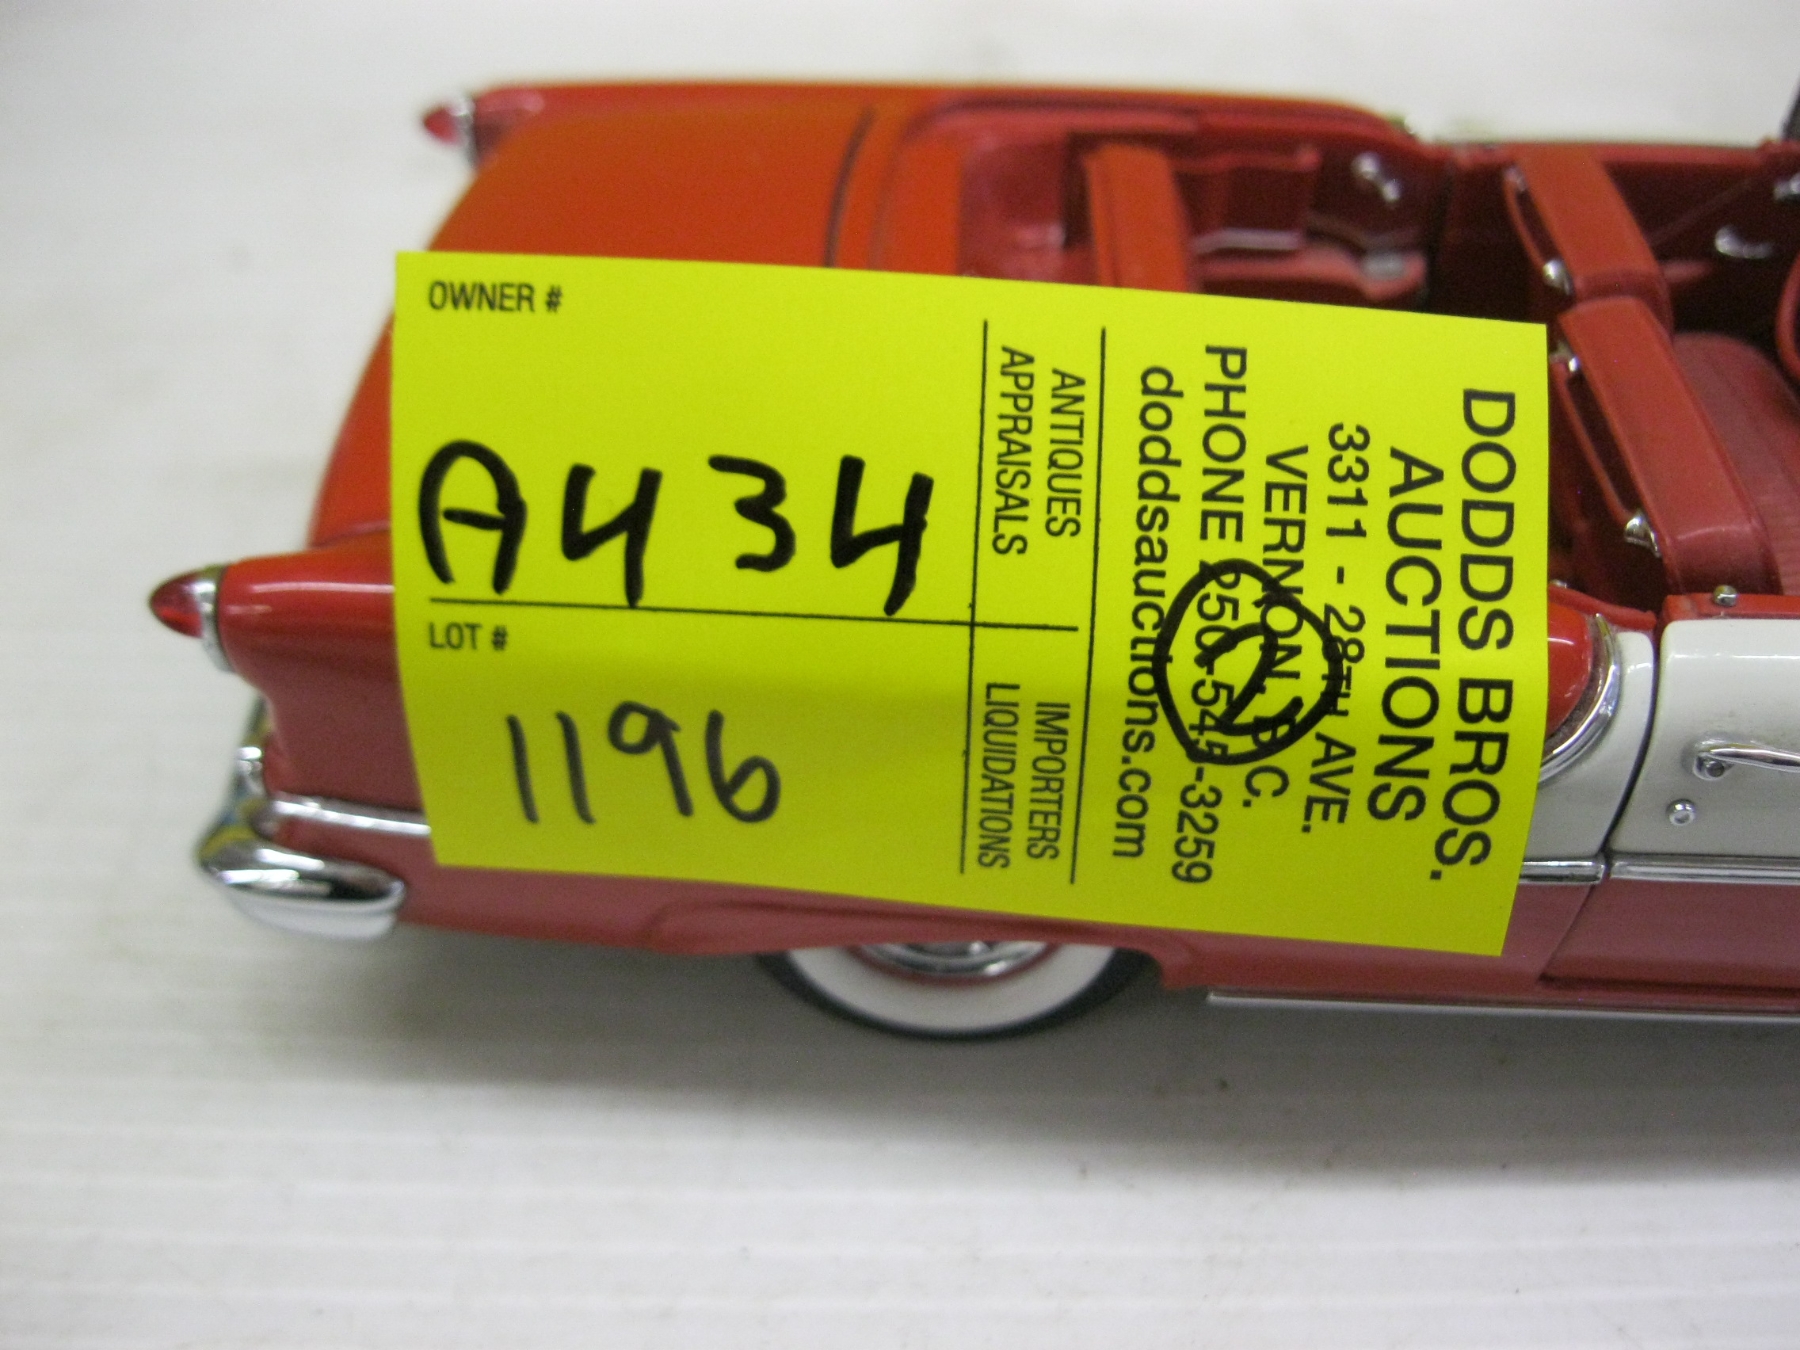 OWNER #
A434
LOT #
1196
ANTIQUES
APPRAISALS
IMPORTERS
LIQUIDATIONS
DODDS BROS.
AUCTIONS
3311 - 28TH AVE.
VERNON, B.C.
PHONE 250-545-3259
doddsauctions.com